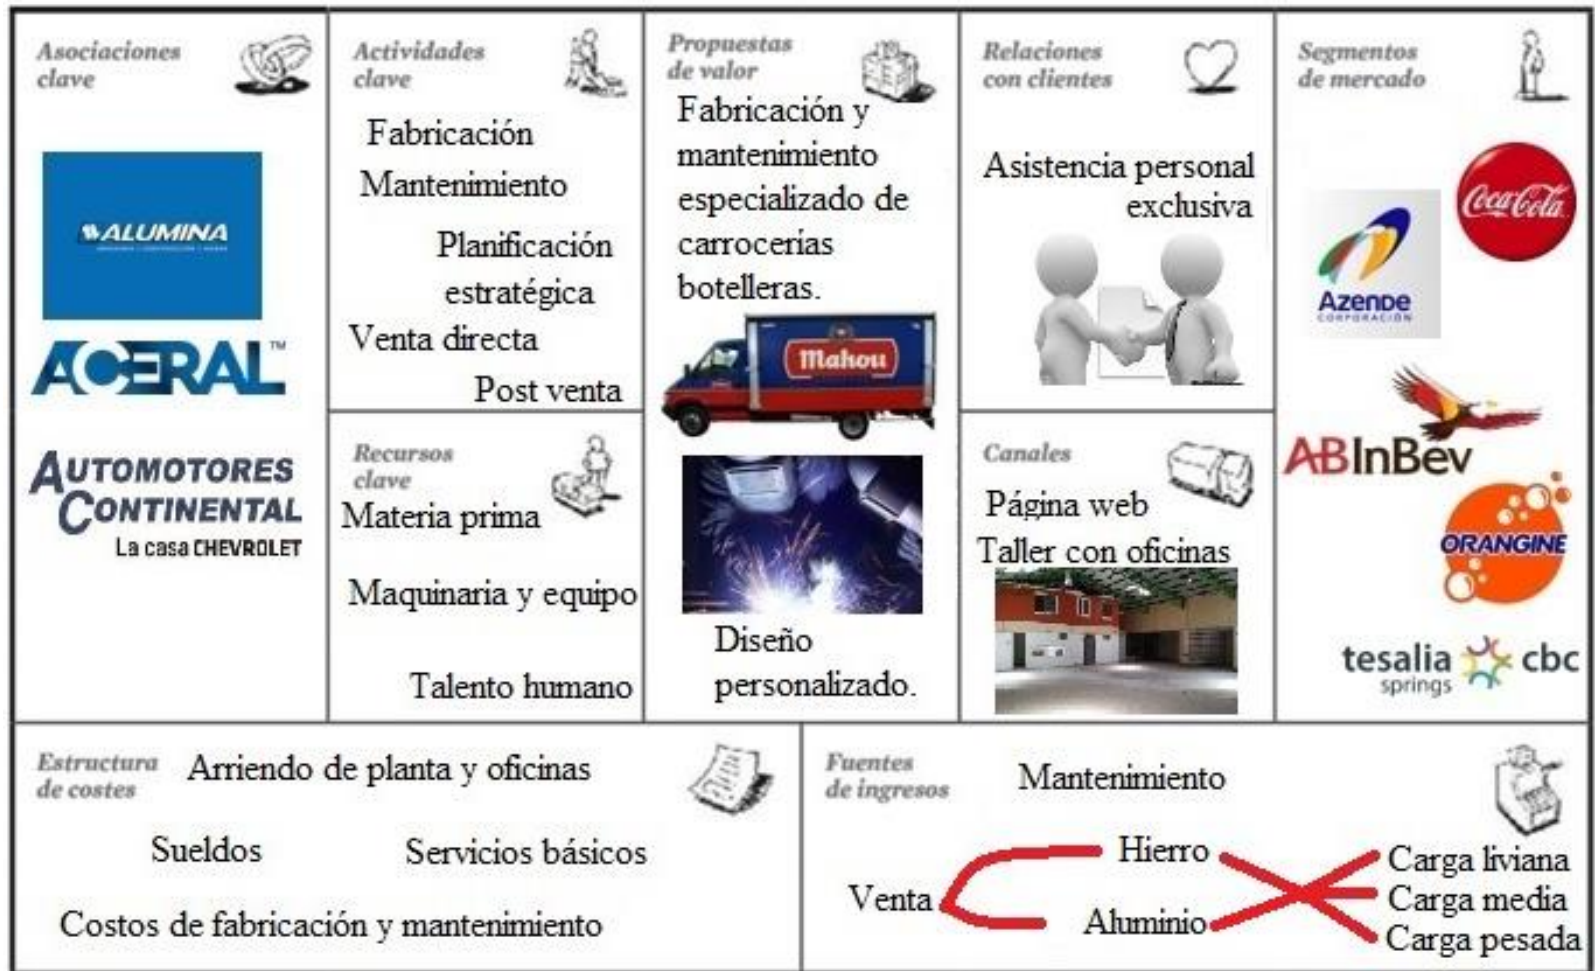 Asociaciones
clave
ALUMINA
ACERAL™
AUTOMOTORES
CONTINENTAL
La casa CHEVROLET
Actividades
clave
Fabricación
Mantenimiento
Planificación
estratégica
Venta directa
Post venta
Recursos
clave
Materia prima
Maquinaria y equipo
Talento humano
Propuestas
de valor
Fabricación y
mantenimiento
especializado de
carrocerías
botelleras.
Mahou
Diseño
personalizado.
Relaciones
con clientes
Asistencia personal
exclusiva
Canales
Página web
Taller con oficinas
Segmentos
de mercado
Coca-Cola
Azende
CORPORACIÓN
ABInBev
ORANGINE
tesalia
springs
cbc
Estructura
de costes
Arriendo de planta y oficinas
Sueldos
Servicios básicos
Costos de fabricación y mantenimiento
Fuentes
de ingresos
Mantenimiento
Venta
Hierro
Aluminio
Carga liviana
Carga media
Carga pesada